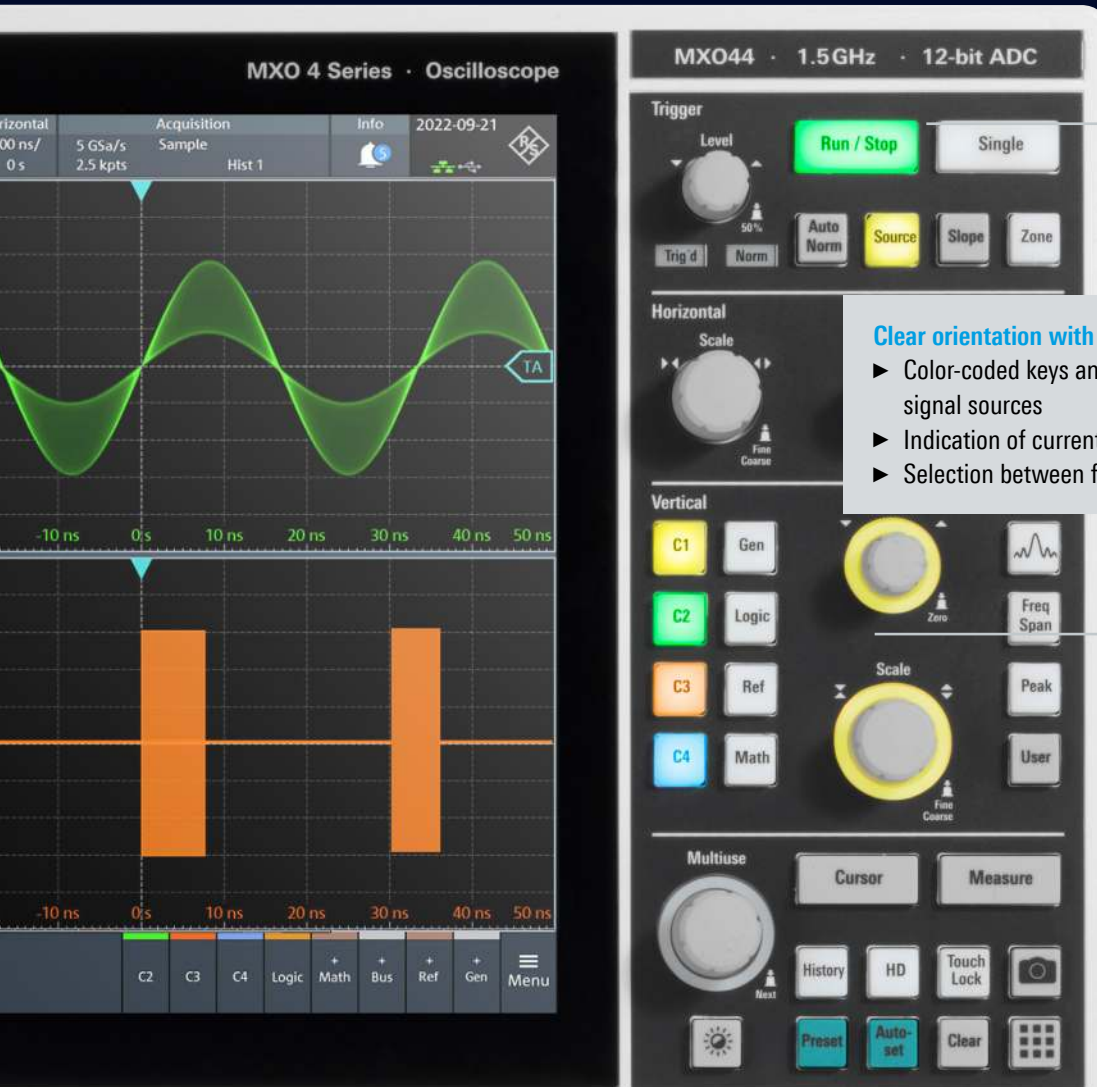 MXO 4 Series · Oscilloscope
MXO44 · 1.5 GHz · 12-bit ADC
Acquisition
Info
2022-09-21
00 ns/
5 GSa/s
Sample
0 s
2.5 kpts
Hist 1
5
R S
TA
-10 ns 0 s 10 ns 20 ns 30 ns 40 ns 50 ns
-10 ns 0 s 10 ns 20 ns 30 ns 40 ns 50 ns
C2
C3
C4
Logic
+
Math
+
Bus
+
Ref
+
Gen
Menu
Trigger
Level
50%
Run / Stop
Single
Trig'd
Norm
Auto
Norm
Source
Slope
Zone
Horizontal
Scale
Fine
Coarse
Clear orientation with
► Color-coded keys
signal sources
► Indication of
► Selection between
Vertical
C1
Gen
C2
Logic
C3
Ref
C4
Math
Zero
Scale
Fine
Coarse
Freq
Span
Peak
User
Multiuse
Next
Cursor
Measure
History
HD
Touch
Lock
Preset
Auto-
set
Clear